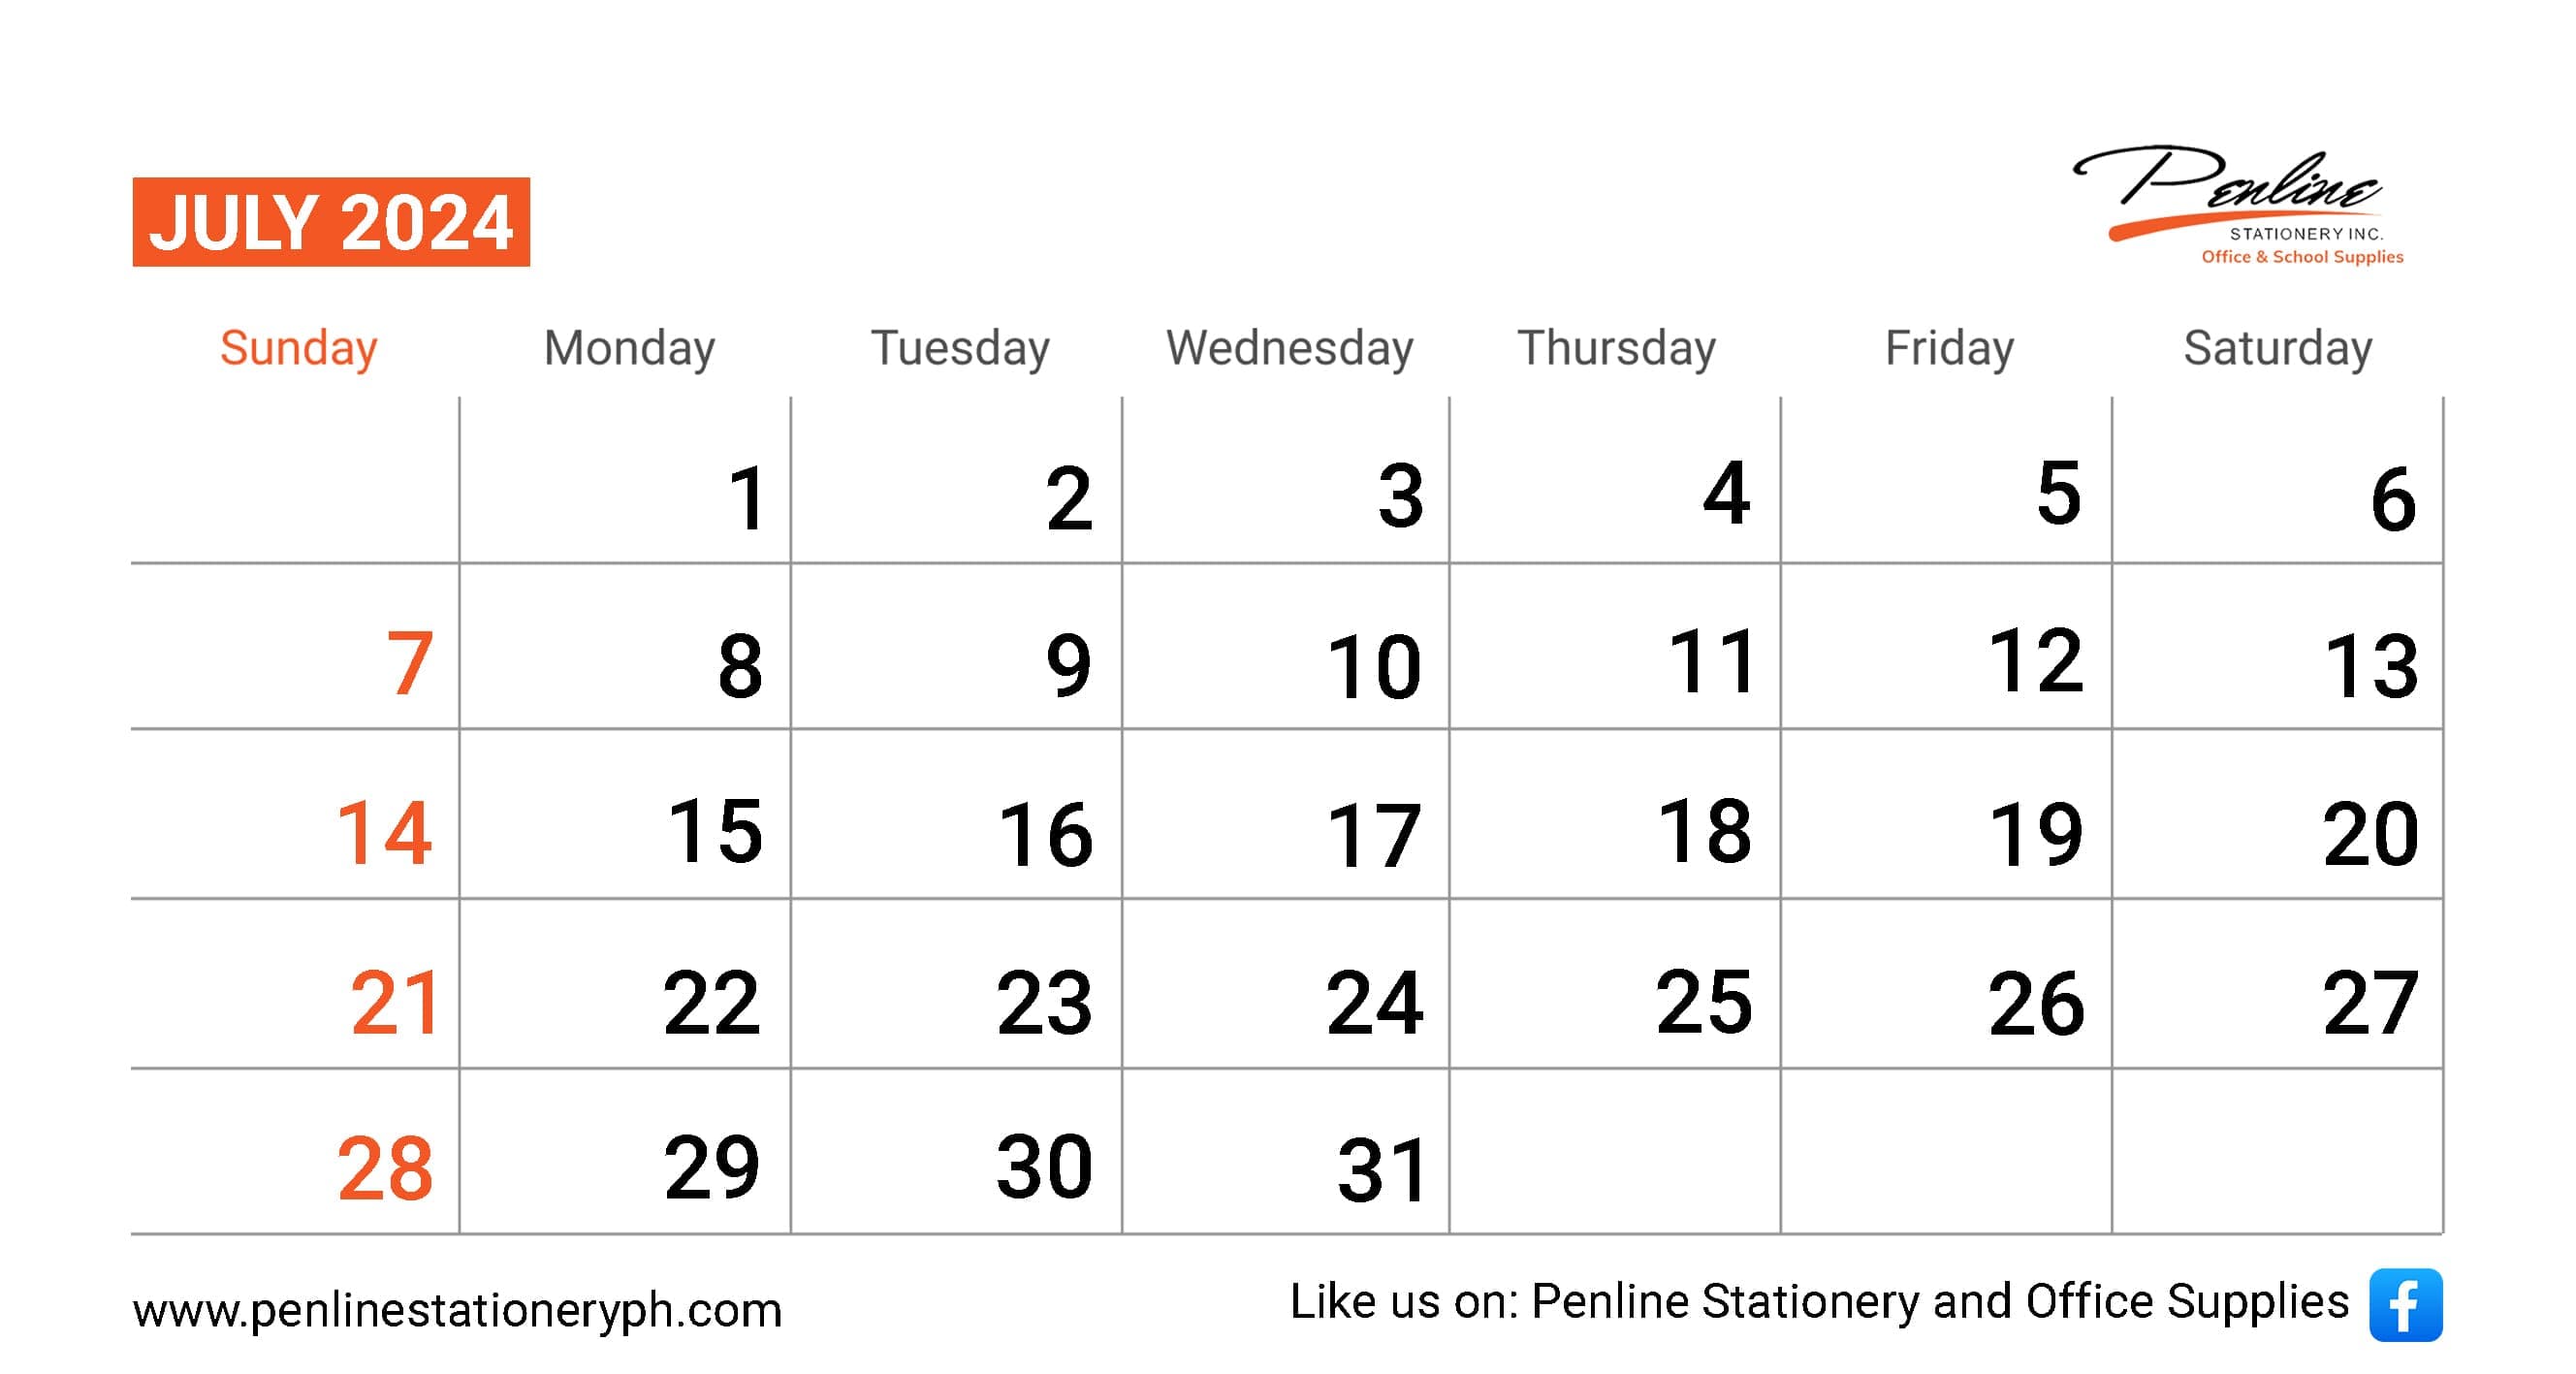 JULY 2024
Penline
STATIONERY INC.
Office & School Supplies
Sunday Monday Tuesday Wednesday Thursday Friday Saturday
1 2 3 4 5 6
7 8 9 10 11 12 13
14 15 16 17 18 19 20
21 22 23 24 25 26 27
28 29 30 31
www.penlinestationeryph.com
Like us on: Penline Stationery and Office Supplies